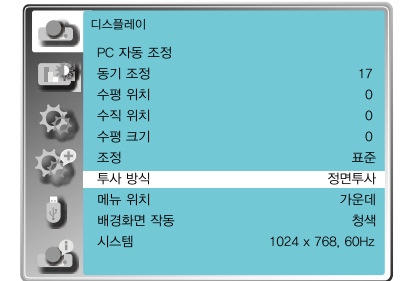 디스플레이
PC 자동 조정
동기 조정 17
수평 위치 0
수직 위치 0
수평 크기 0
조정 표준
투사 방식 정면투사
메뉴 위치 가운데
배경화면 작동 청색
시스템 1024 x 768, 60Hz